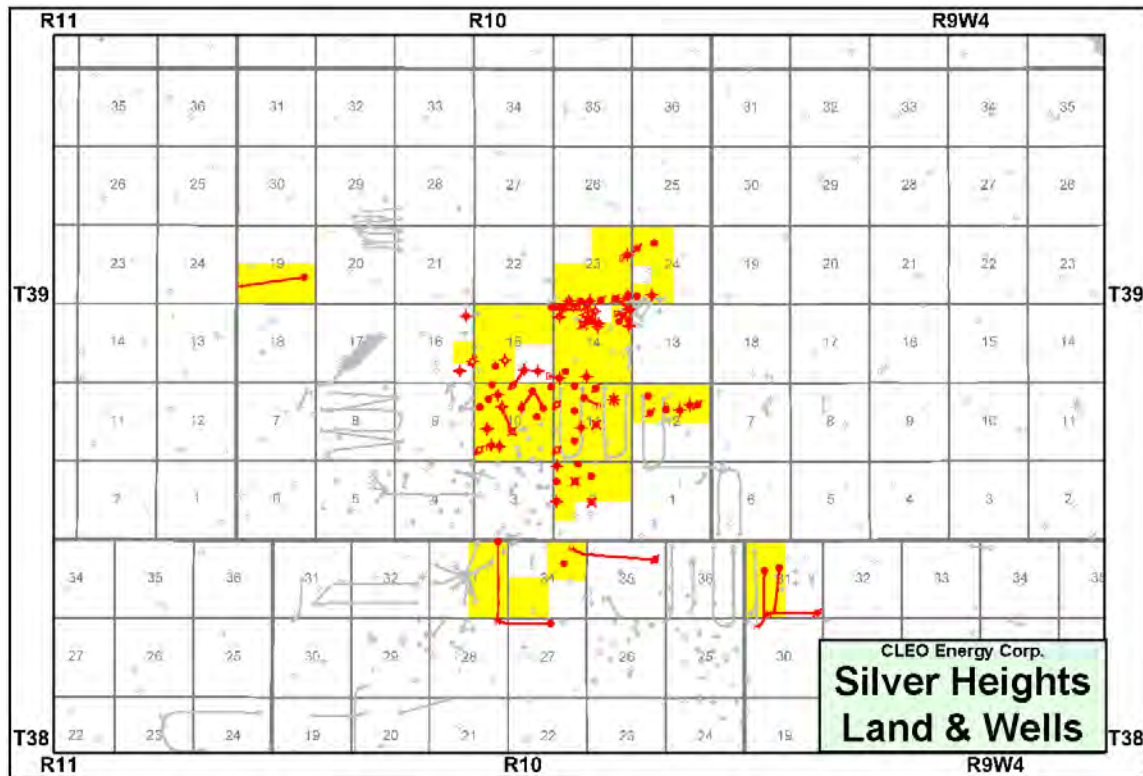 R11 R10 R9W4
35 36 31 32 33 34 35 36 31 32 33 34 35
26 25 30 29 28 27 26 25 30 29 28 27 26
23 24 19 20 21 22 23 24 19 20 21 22 23
T39 T39
14 13 18 17 16 15 14 13 18 17 16 15 14
11 12 7 8 9 10 11 12 7 8 9 10 11
2 1 6 5 4 3 2 1 6 5 4 3 2
34 35 36 31 32 34 35 36 31 32 33 34 35
27 26 25 30 29 28 27 26 25 30
CLEO Energy Corp.
Silver Heights
Land & Wells
T38 22 23 24 19 20 21 22 23 24 19 T38
R11 R10 R9W4